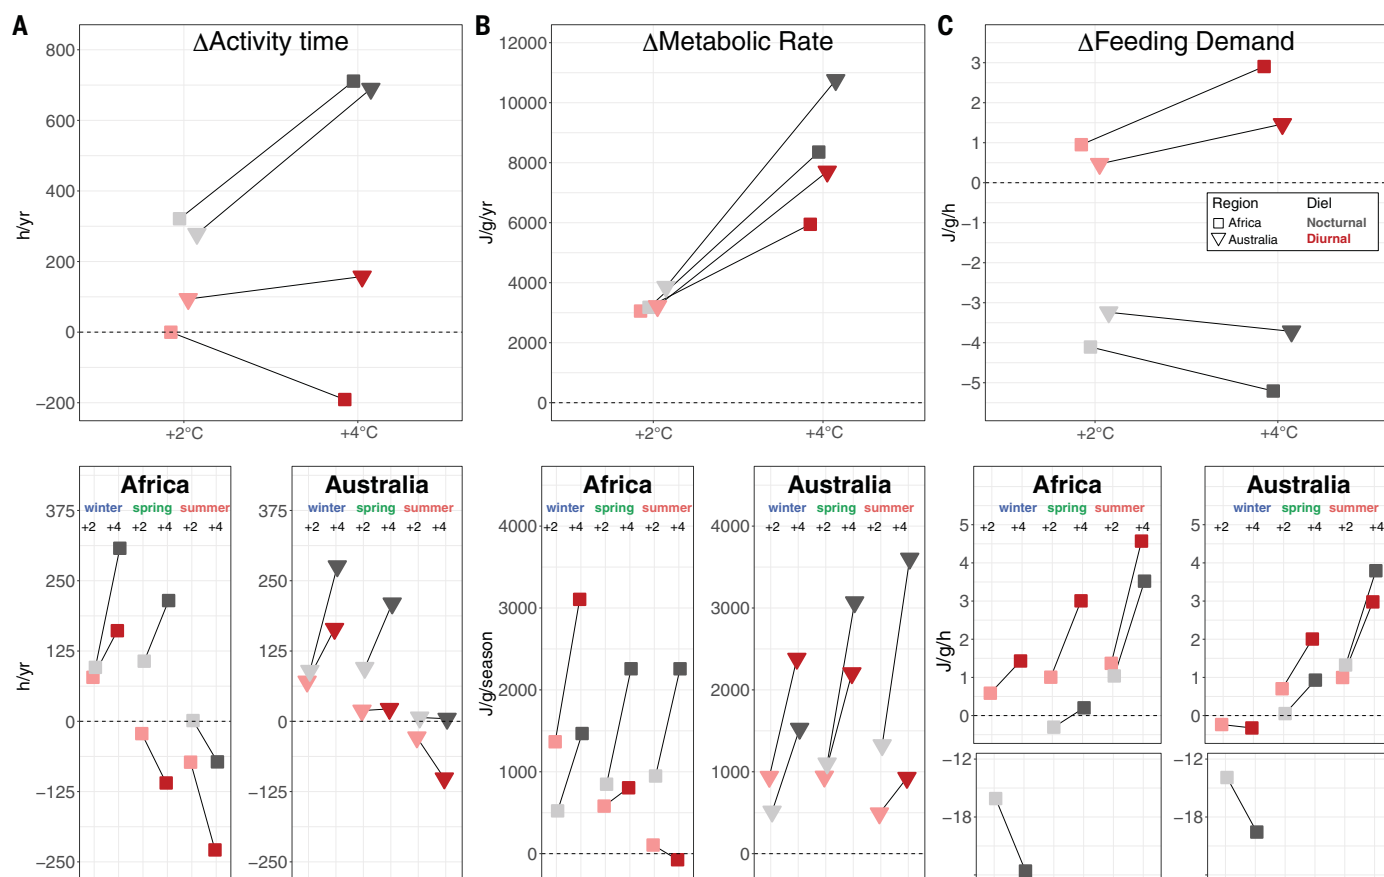 A
ΔActivity time
800
600
400
200
0
−200
h/yr
+2°C
+4°C
B
ΔMetabolic Rate
12000
10000
8000
6000
4000
2000
0
J/g/yr
+2°C
+4°C
C
ΔFeeding Demand
3
2
1
0
−1
−2
−3
−4
−5
J/g/h
Region Diel
Africa Nocturnal
Australia Diurnal
+2°C
+4°C
Africa
winter spring summer
+2 +4 +2 +4 +2 +4
375
250
125
0
−125
−250
h/yr
Australia
winter spring summer
+2 +4 +2 +4 +2 +4
375
250
125
0
−125
−250
Africa
winter spring summer
+2 +4 +2 +4 +2 +4
4000
3000
2000
1000
0
J/g/season
Australia
winter spring summer
+2 +4 +2 +4 +2 +4
4000
3000
2000
1000
0
Africa
winter spring summer
+2 +4 +2 +4 +2 +4
5
4
3
2
1
0
−12
−18
J/g/h
Australia
winter spring summer
+2 +4 +2 +4 +2 +4
5
4
3
2
1
0
−12
−18